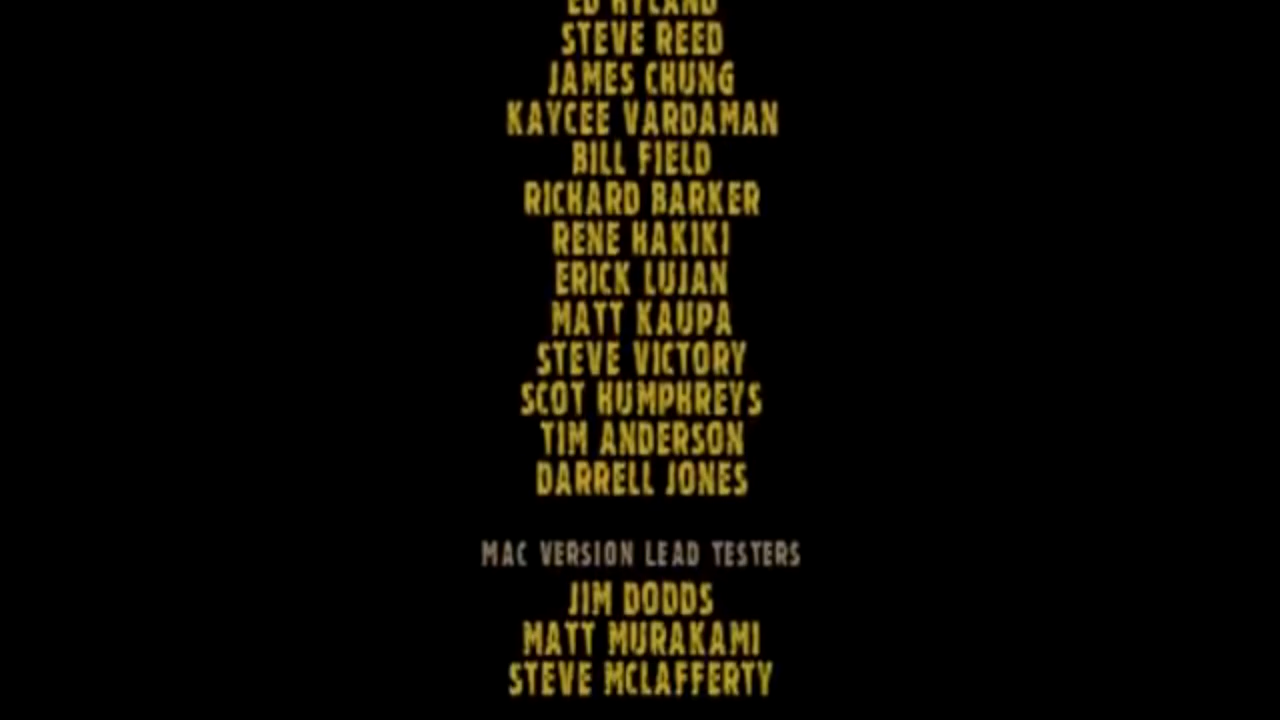 STEVE REED
JAMES CHUNG
KAYCEE VARDAMAN
BILL FIELD
RICHARD BARKER
RENE HAKIKI
ERICK LUJAN
MATT KAUPA
STEVE VICTORY
SCOT HUMPHREYS
TIM ANDERSON
DARRELL JONES
MAC VERSION LEAD TESTERS
JIM DODDS
MATT MURAKAMI
STEVE MCLAFFERTY